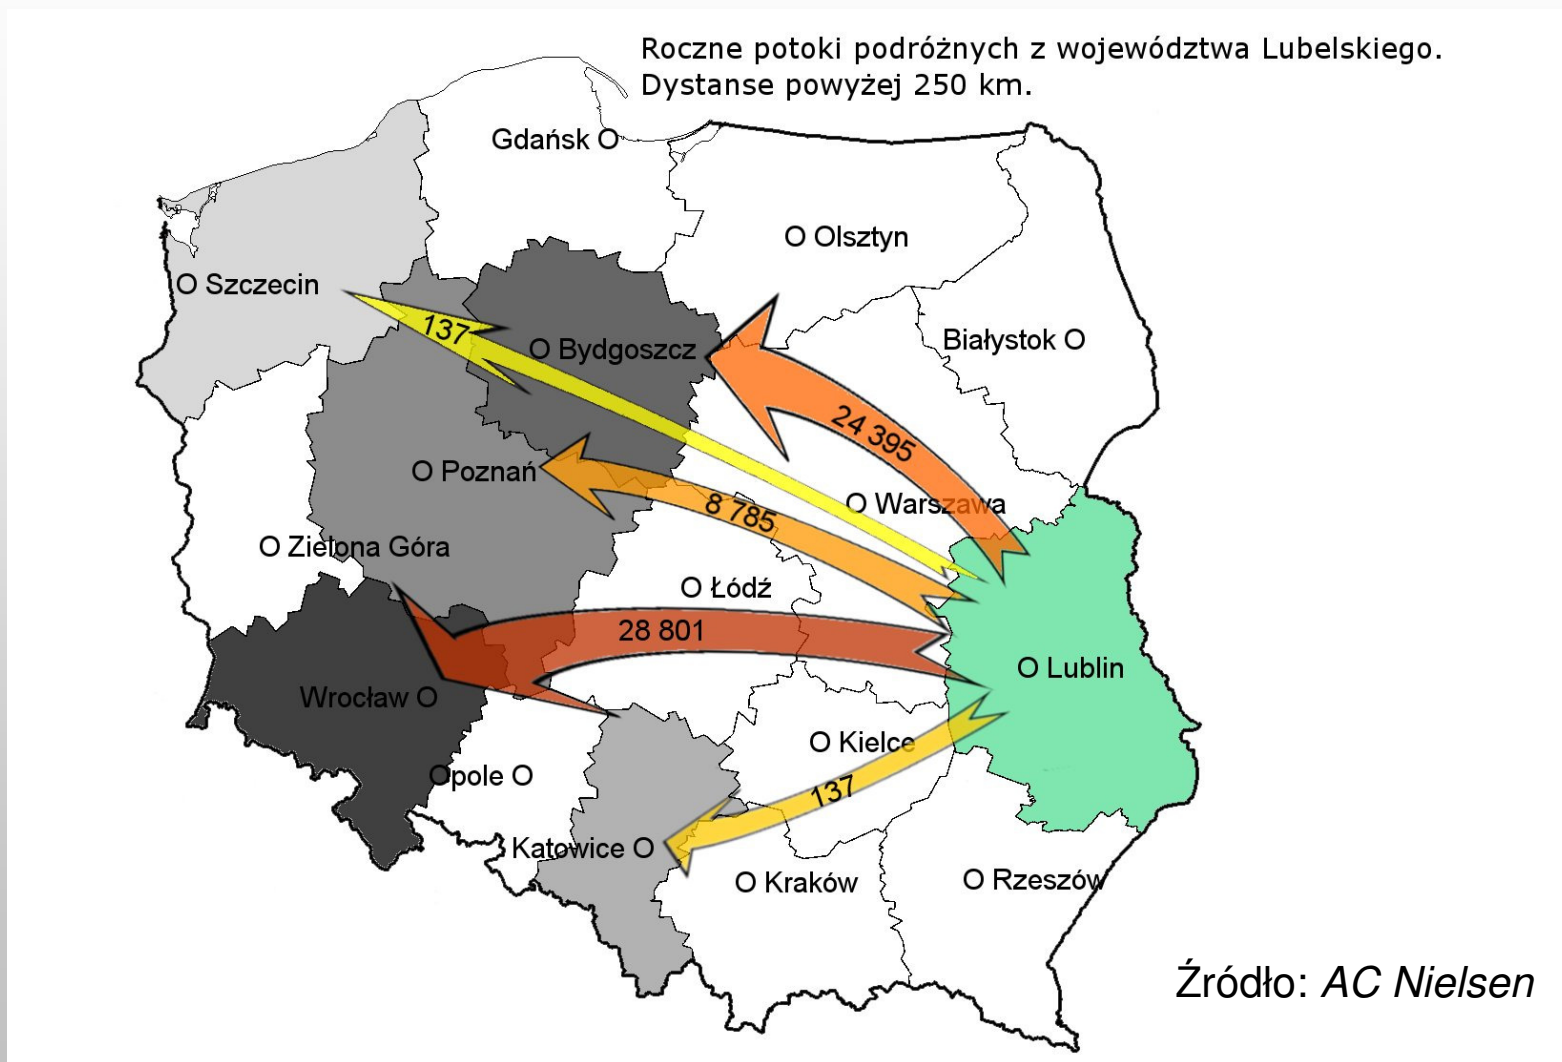 Roczne potoki podróżnych z województwa Lubelskiego.
Dystanse powyżej 250 km.
Gdańsk O
O Olsztyn
O Szczecin
137
O Bydgoszcz
Białystok O
24 395
O Poznań
8 785
O Warszawa
O Zielona Góra
O Łódź
28 801
O Lublin
Wrocław O
O Kielce
Opole O
137
Katowice O
O Kraków
O Rzeszów
Źródło: AC Nielsen